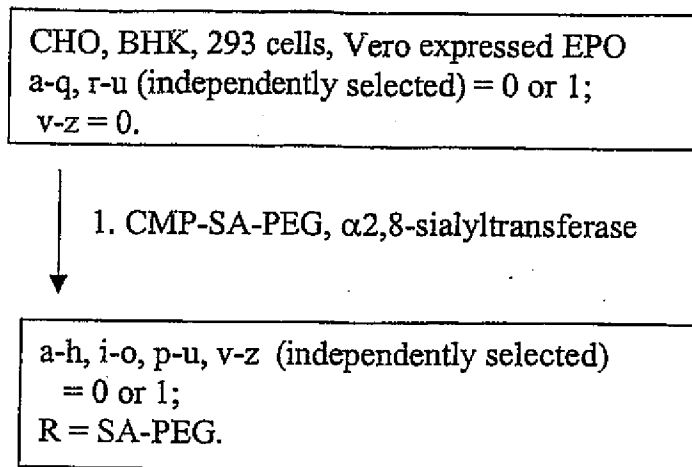 CHO, BHK, 293 cells, Vero expressed EPO
a-q, r-u (independently selected) = 0 or 1;
v-z = 0.
1. CMP-SA-PEG, α2,8-sialyltransferase
a-h, i-o, p-u, v-z (independently selected)
= 0 or 1;
R = SA-PEG.